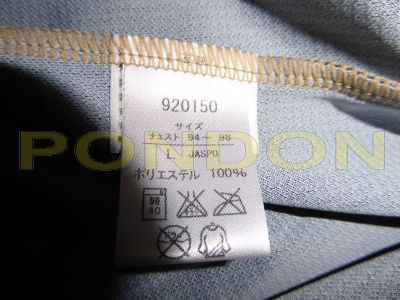 920150
サイズ
チェスト 94 ～ 98
L JASPO
ポリエステル 100%
40
PONDON